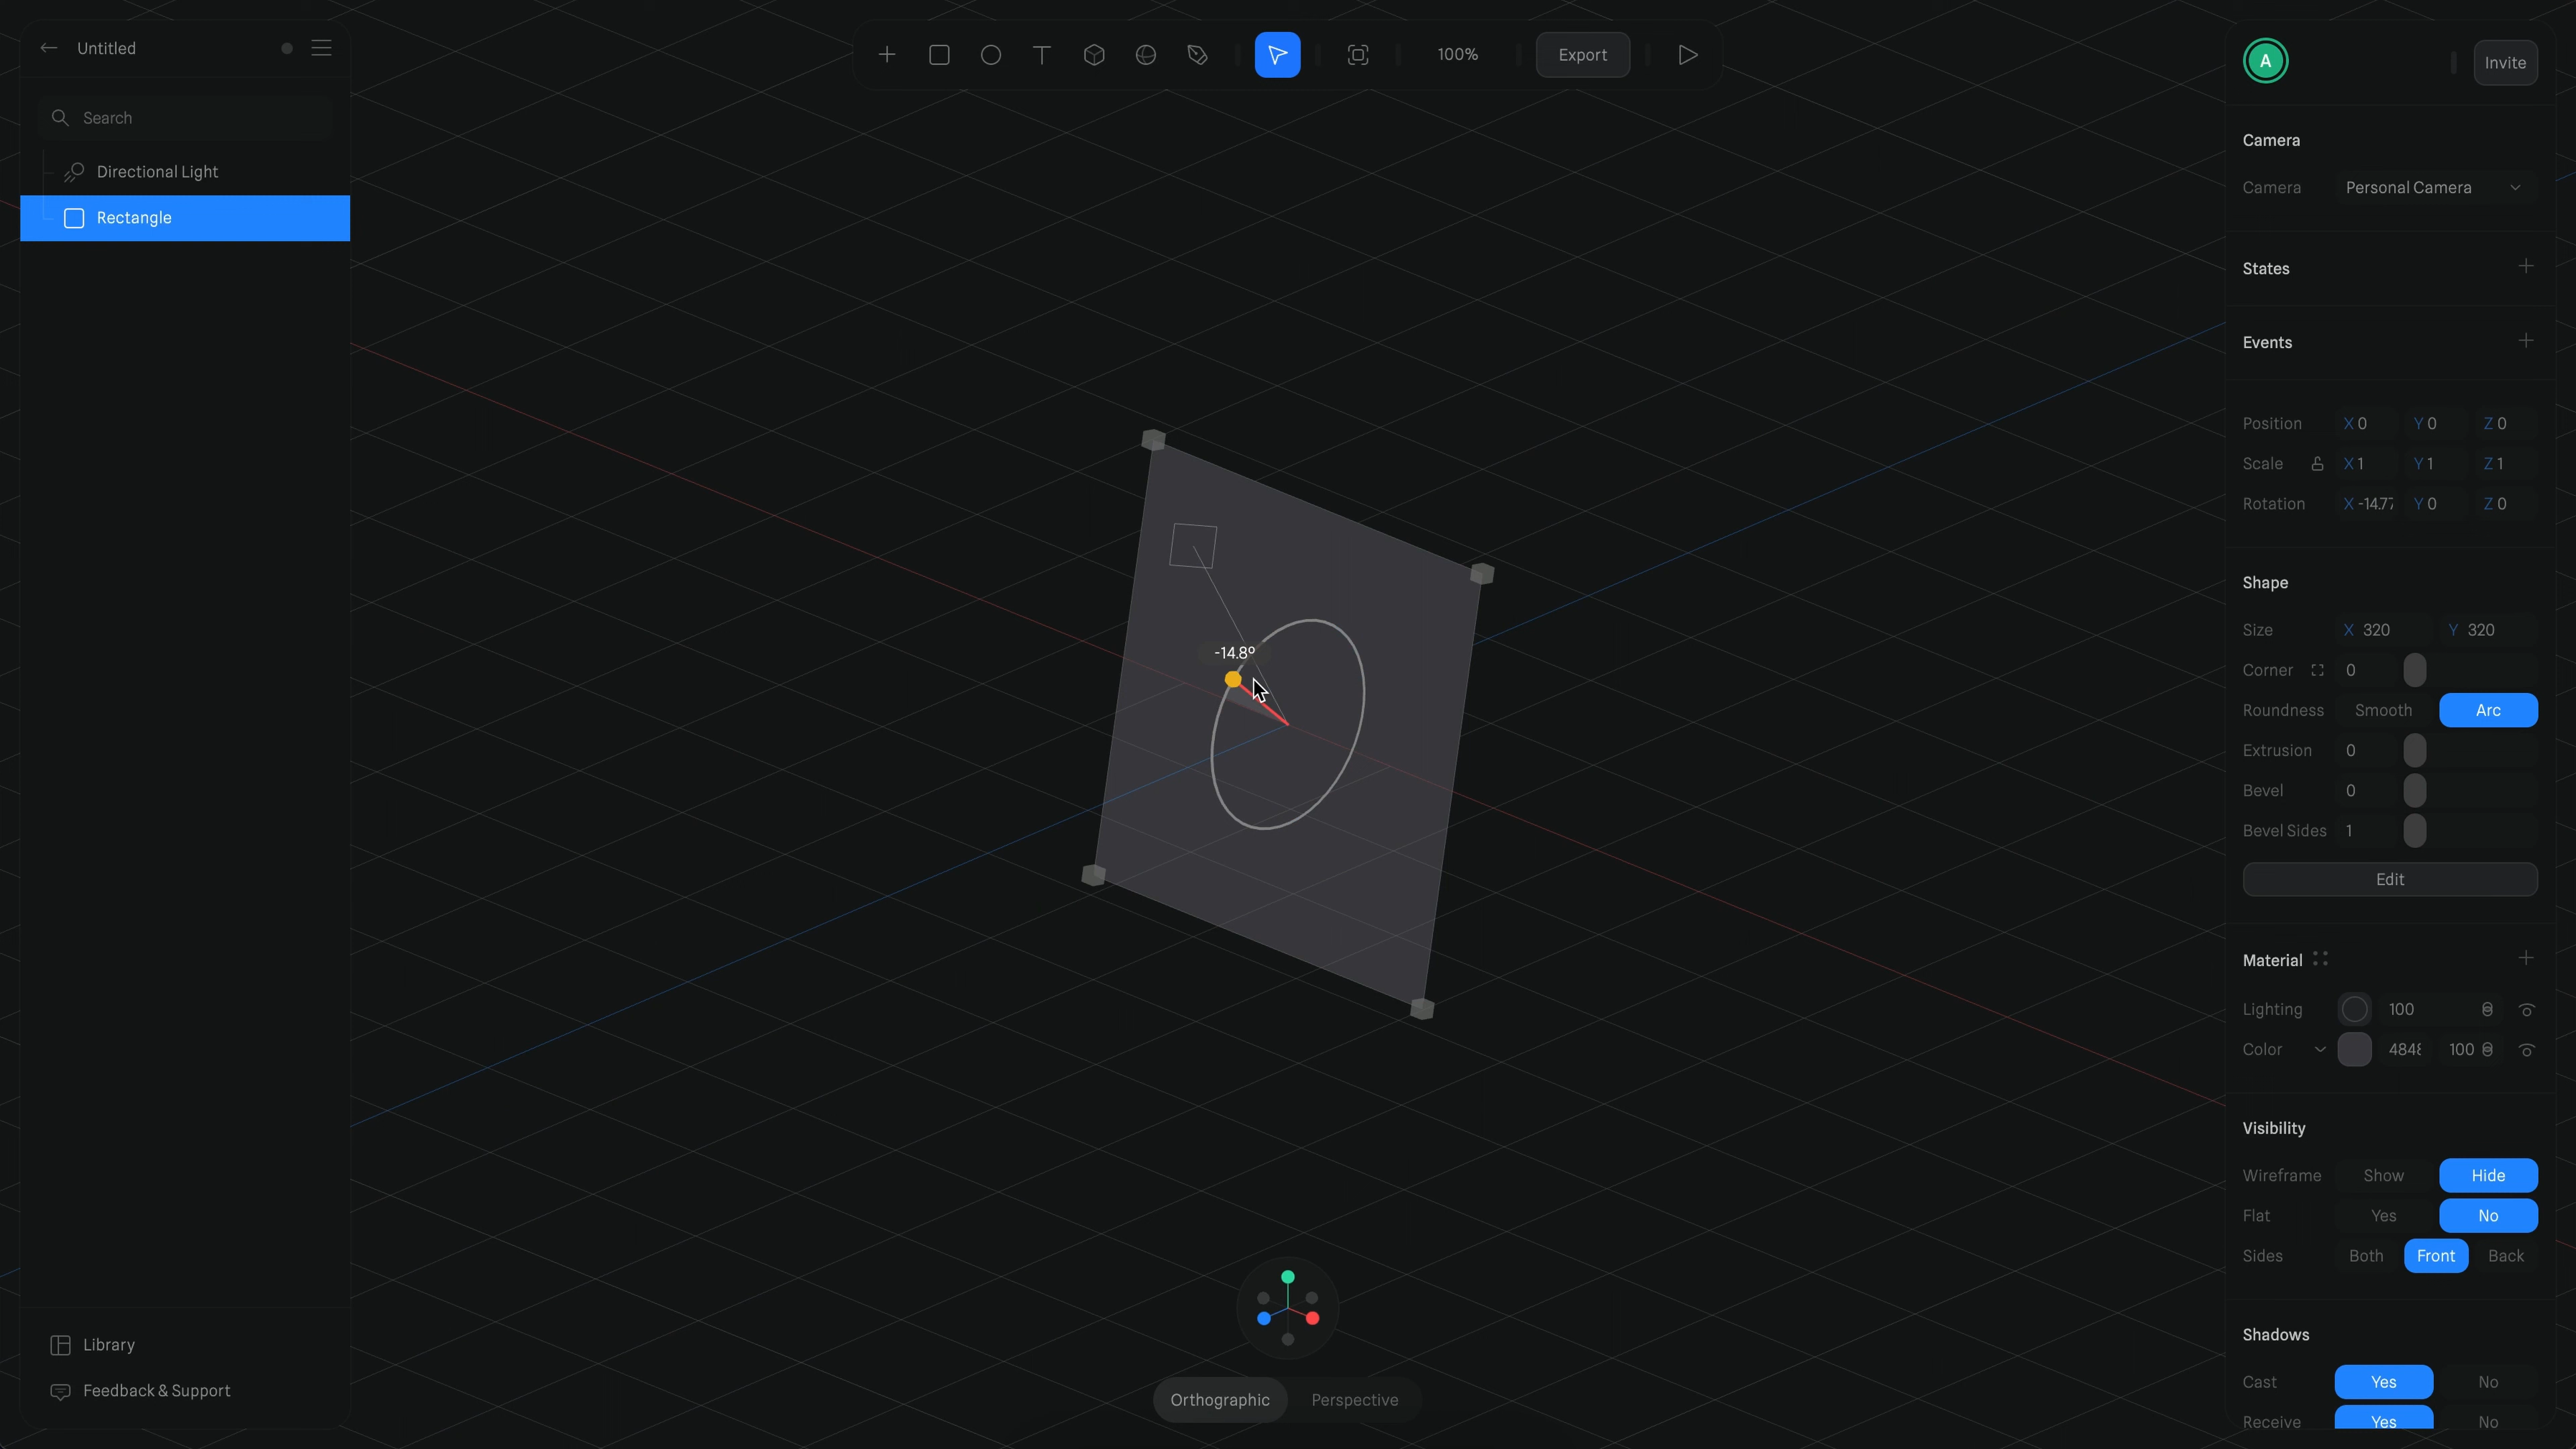 Untitled
Search
Directional Light
Rectangle
Library
Feedback & Support
100%
Export
-14.8º
Orthographic
Perspective
A
Invite
Camera
Camera Personal Camera
States
Events
Position X 0 Y 0 Z 0
Scale X 1 Y 1 Z 1
Rotation X -14.77 Y 0 Z 0
Shape
Size X 320 Y 320
Corner 0
Roundness Smooth Arc
Extrusion 0
Bevel 0
Bevel Sides 1
Edit
Material
Lighting 100
Color 4848 100
Visibility
Wireframe Show Hide
Flat Yes No
Sides Both Front Back
Shadows
Cast Yes No
Receive Yes No